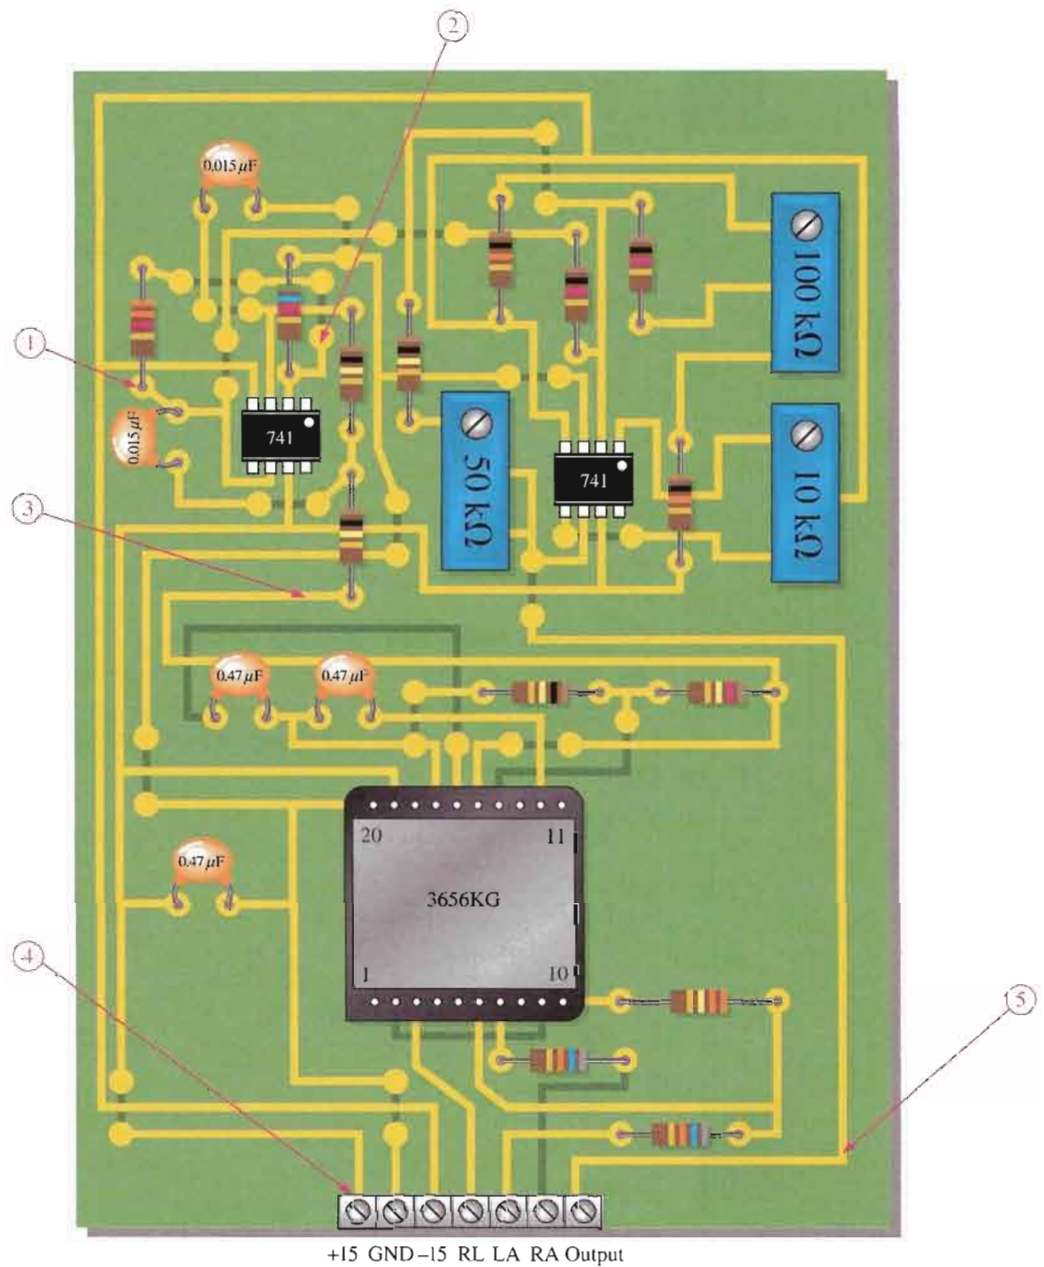 2
0.015 µF
100 kΩ
1
0.015 µF
741
50 kΩ
741
10 kΩ
3
0.47 µF
0.47 µF
20
11
0.47 µF
3656KG
4
1
10
5
+15 GND –15 RL LA RA Output